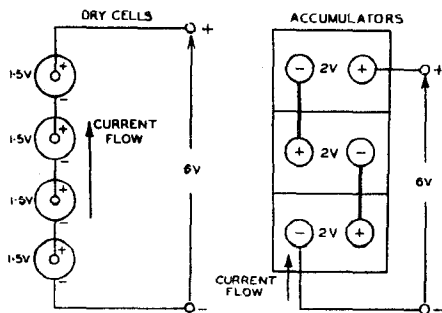 DRY CELLS
+
1·5V
+
−
1·5V
+
−
1·5V
+
−
1·5V
+
−
CURRENT
FLOW
6V
−
ACCUMULATORS
− 2V +
+
+ 2V −
− 2V +
6V
CURRENT
FLOW
−